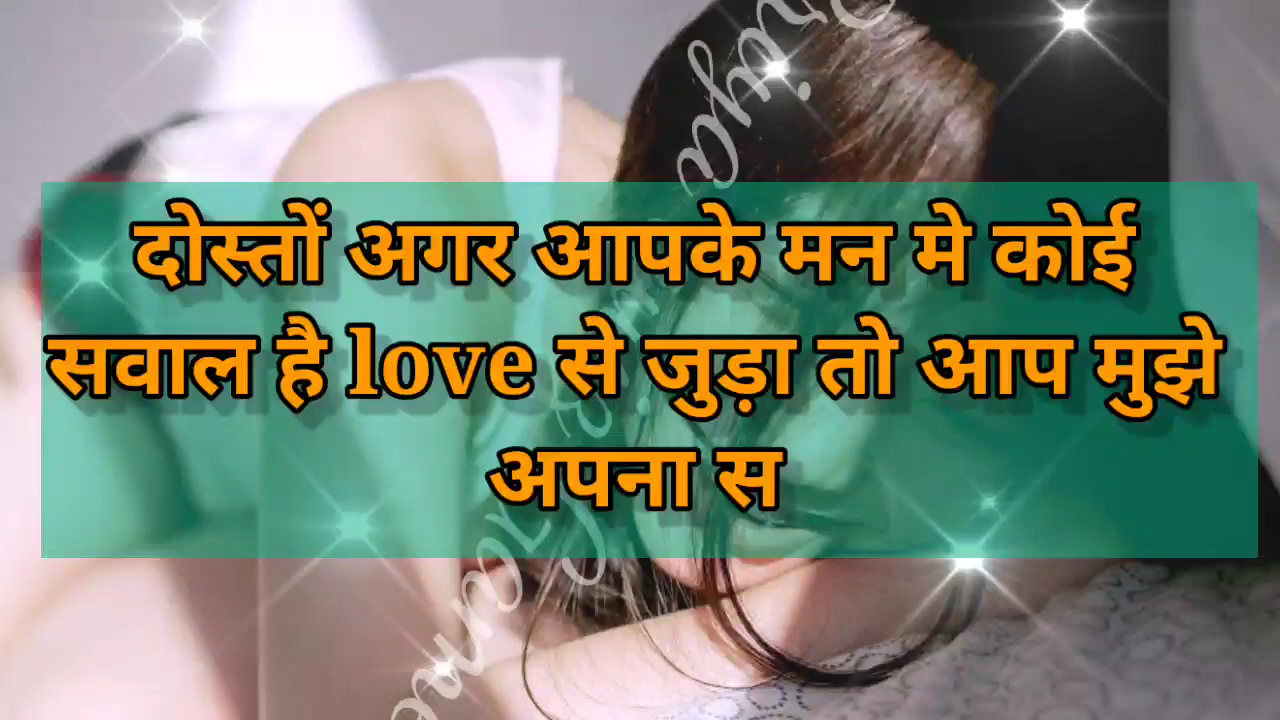 दोस्तों अगर आपके मन मे कोई
सवाल है love से जुड़ा तो आप मुझे
अपना स